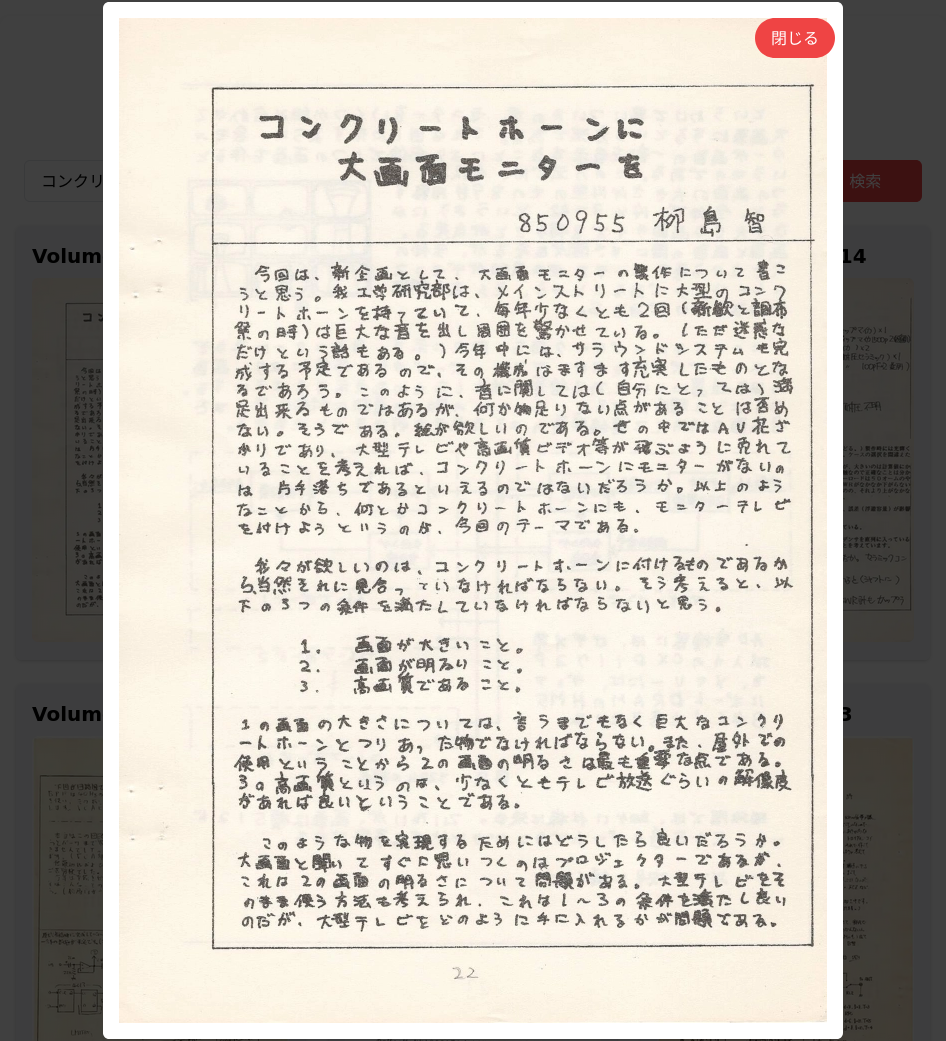 閉じる
コンクリ
検索
Volum
14
Volum
3
コンクリートホーンに
大画面モニターを
850955 柳島 智
今回は、新企画として、大画面モニターの製作について書こ
うと思う。我工学研究部は、メインストリートに大型のコンク
リートホーンを持っていて、毎年少なくとも2回(新歓と調布
祭の時)は巨大な音を出し周囲を驚かせている。(ただ迷惑な
だけという話もある。)今年中には、サラウンドシステムも完
成する予定であるので、その構成はますます充実したものとな
るであろう。このように、音に関しては(自分にとっては)満
足出来るものではあるが、何か物足りない点があることは否め
ない。そうである。絵が欲しいのである。世の中ではAV花ざ
かりであり、大型テレビや高画質ビデオ等が飛ぶように売れて
いることを考えれば、コンクリートホーンにモニターがないの
は、片手落ちであるといえるのではないだろうか。以上のよう
なことから、何とかコンクリートホーンにも、モニターテレビ
を付けようというのが、今回のテーマである。
我々が欲しいのは、コンクリートホーンに付けるものであるか
ら当然それに見合っていなければならない。そう考えると、以
下の3つの条件を満たしていなければならないと思う。
1. 画面が大きいこと。
2. 画面が明るいこと。
3. 高画質であること。
1の画面の大きさについては、言うまでもなく巨大なコンクリ
ートホーンとつりあった物でなければならない。また、屋外での
使用ということから2の画面の明るさは最も重要な点である。
3の高画質というのは、少なくともテレビ放送ぐらいの解像度
があれば良いということである。
このような物を実現するためにはどうしたら良いだろうか。
大画面と聞いてすぐに思いつくのはプロジェクターであるが、
これは2の画面の明るさについて問題がある。大型テレビをそ
のまま使う方法も考えられ、これは1〜3の条件を満たし良い
のだが、大型テレビをどのように手に入れるかが問題である。
22